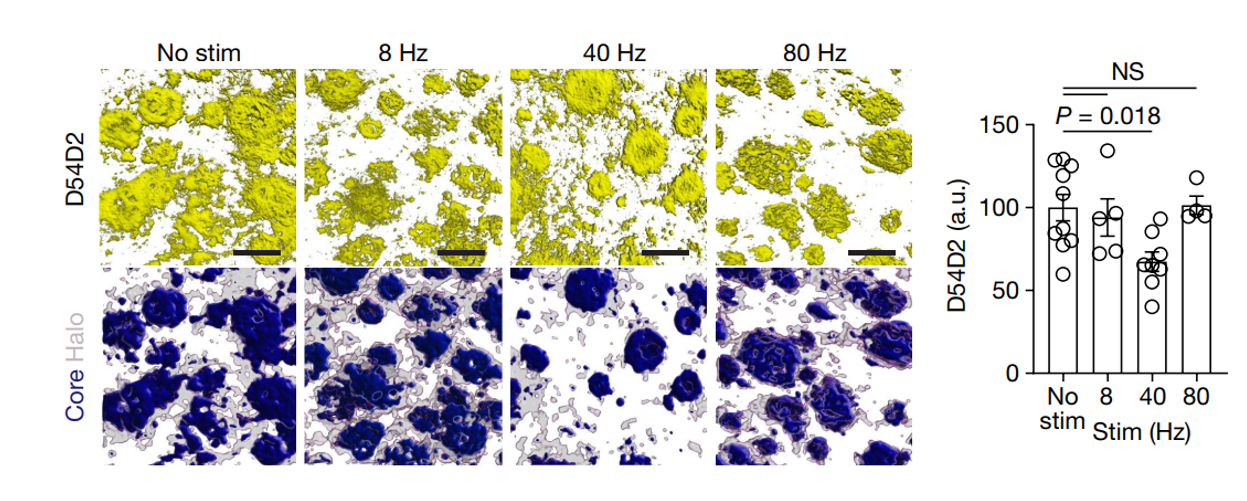 No stim
8 Hz
40 Hz
80 Hz
D54D2
Core Halo
NS
P = 0.018
D54D2 (a.u.)
150
100
50
0
No stim
8
40
80
Stim (Hz)